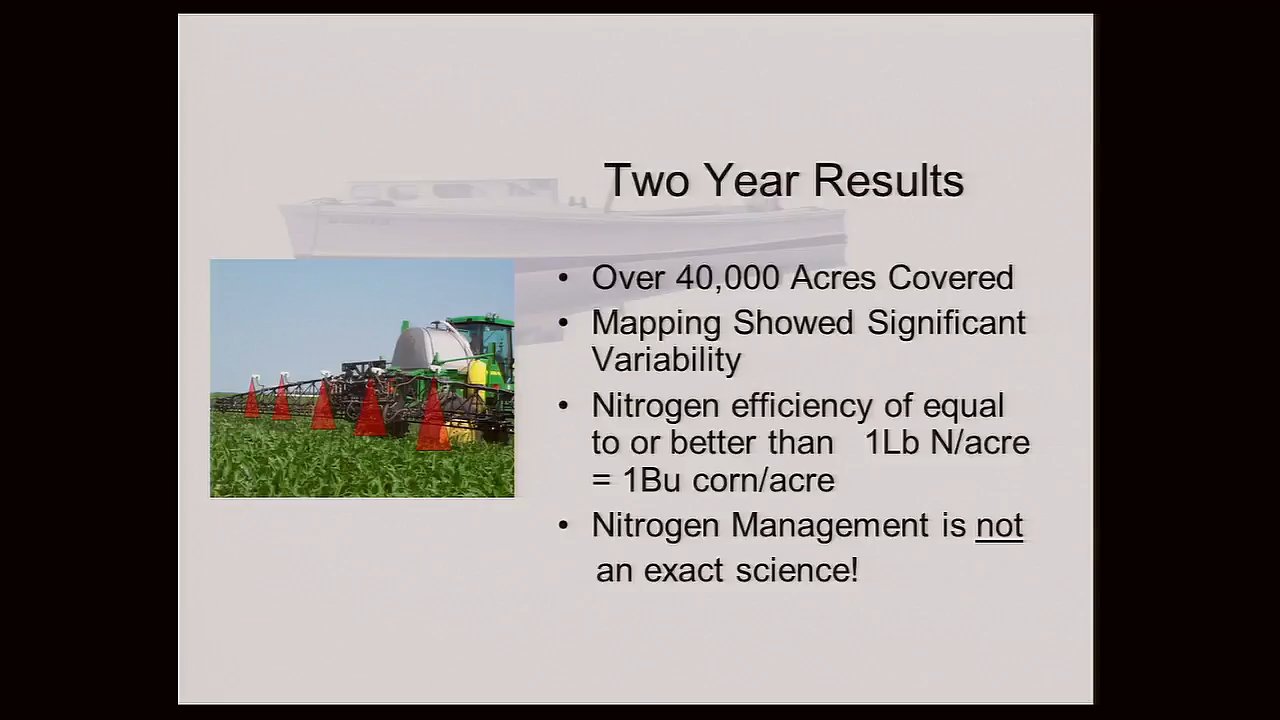 Two Year Results
• Over 40,000 Acres Covered
• Mapping Showed Significant
Variability
• Nitrogen efficiency of equal
to or better than 1Lb N/acre
= 1Bu corn/acre
• Nitrogen Management is not
an exact science!